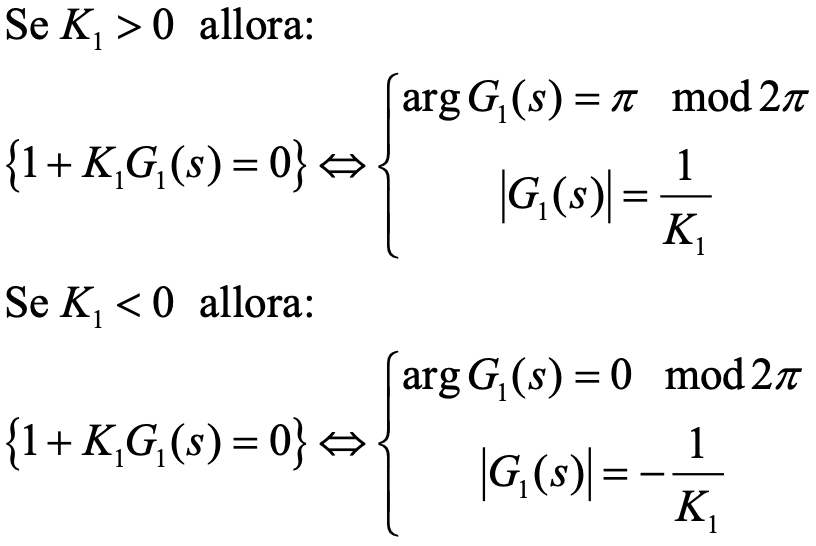 Se K₁ > 0 allora:
{1 + K₁G₁(s) = 0} ⇔ { arg G₁(s) = π mod 2π
|G₁(s)| = 1/K₁
Se K₁ < 0 allora:
{1 + K₁G₁(s) = 0} ⇔ { arg G₁(s) = 0 mod 2π
|G₁(s)| = −1/K₁